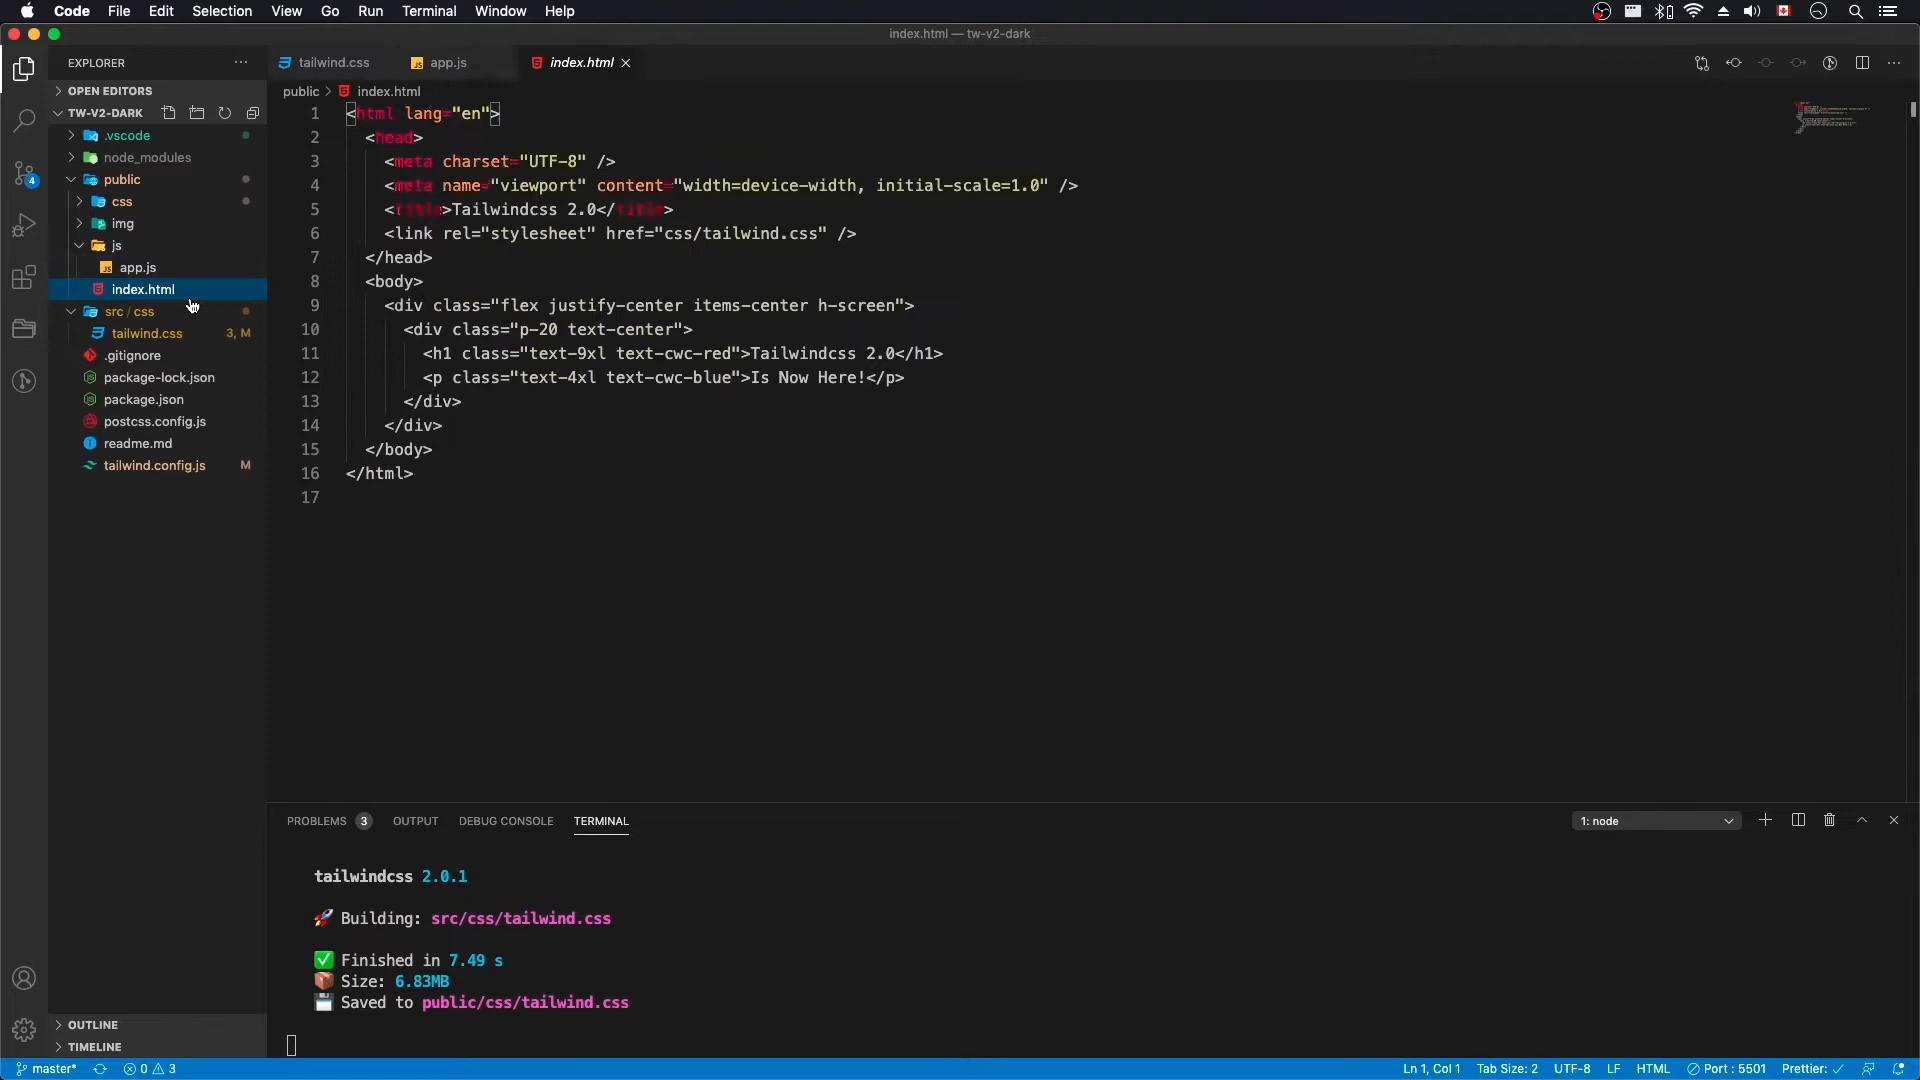 Code File Edit Selection View Go Run Terminal Window Help
index.html — tw-v2-dark
EXPLORER
tailwind.css
app.js
index.html
OPEN EDITORS
public > index.html
TW-V2-DARK
.vscode
node_modules
public
css
img
js
app.js
index.html
src / css
tailwind.css 3, M
.gitignore
package-lock.json
package.json
postcss.config.js
readme.md
tailwind.config.js M
4
1 <html lang="en">
2 <head>
3 <meta charset="UTF-8" />
4 <meta name="viewport" content="width=device-width, initial-scale=1.0" />
5 <title>Tailwindcss 2.0</title>
6 <link rel="stylesheet" href="css/tailwind.css" />
7 </head>
8 <body>
9 <div class="flex justify-center items-center h-screen">
10 <div class="p-20 text-center">
11 <h1 class="text-9xl text-cwc-red">Tailwindcss 2.0</h1>
12 <p class="text-4xl text-cwc-blue">Is Now Here!</p>
13 </div>
14 </div>
15 </body>
16 </html>
17
PROBLEMS 3 OUTPUT DEBUG CONSOLE TERMINAL
1: node
tailwindcss 2.0.1
🚀 Building: src/css/tailwind.css
✅ Finished in 7.49 s
📦 Size: 6.83MB
💾 Saved to public/css/tailwind.css
OUTLINE
TIMELINE
master* 0 3
Ln 1, Col 1 Tab Size: 2 UTF-8 LF HTML Port : 5501 Prettier: ✓